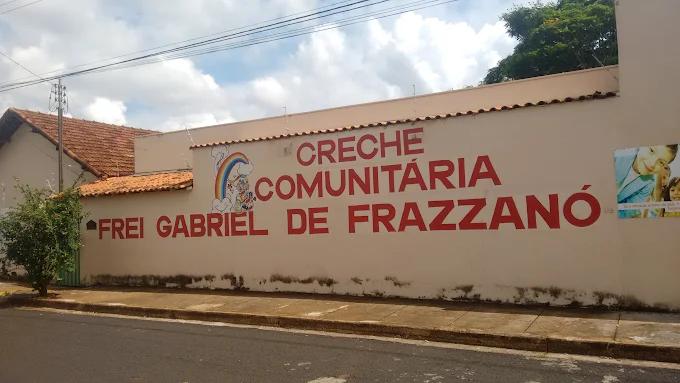 CRECHE
COMUNITÁRIA
FREI GABRIEL DE FRAZZANÓ